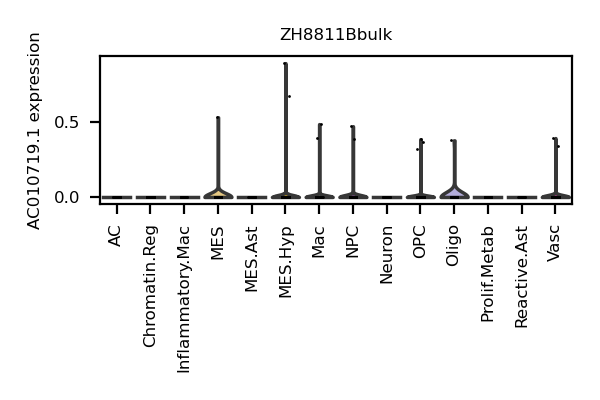 ZH8811Bbulk
AC010719.1 expression
0.5
0.0
AC
Chromatin.Reg
Inflammatory.Mac
MES
MES.Ast
MES.Hyp
Mac
NPC
Neuron
OPC
Oligo
Prolif.Metab
Reactive.Ast
Vasc